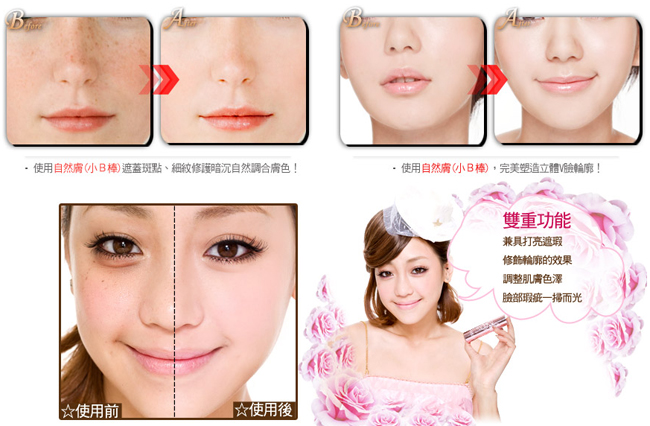 Before
After
Before
After
- 使用自然膚(小B棒)遮蓋斑點、細紋修護暗沉自然調合膚色！
- 使用自然膚(小B棒)，完美塑造立體V臉輪廓！
雙重功能
兼具打亮遮瑕
修飾輪廓的效果
調整肌膚色澤
臉部瑕疵一掃而光
☆使用前
☆使用後